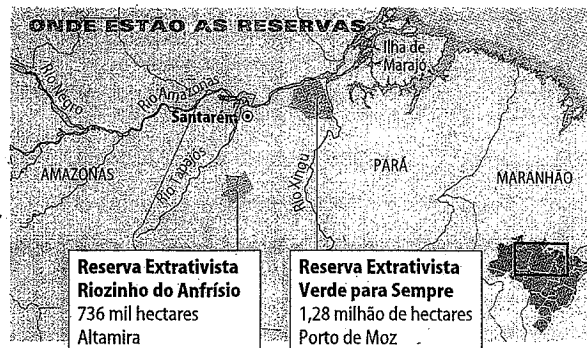 ONDE ESTÃO AS RESERVAS
Ilha de
Marajó
Rio Negro
Rio Amazonas
Santarém
AMAZONAS
Rio Tapajós
Rio Xingu
PARÁ
MARANHÃO
Reserva Extrativista
Riozinho do Anfrísio
736 mil hectares
Altamira
Reserva Extrativista
Verde para Sempre
1,28 milhão de hectares
Porto de Moz